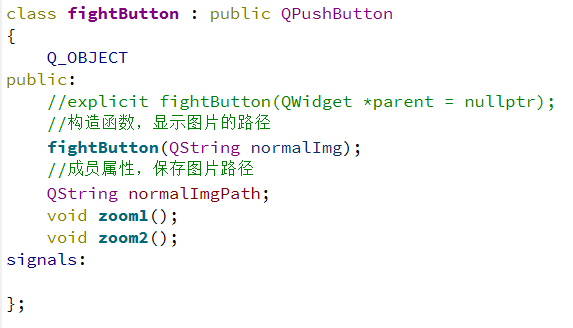 class fightButton : public QPushButton
{
    Q_OBJECT
public:
    //explicit fightButton(QWidget *parent = nullptr);
    //构造函数，显示图片的路径
    fightButton(QString normalImg);
    //成员属性，保存图片路径
    QString normalImgPath;
    void zoom1();
    void zoom2();
signals:

};